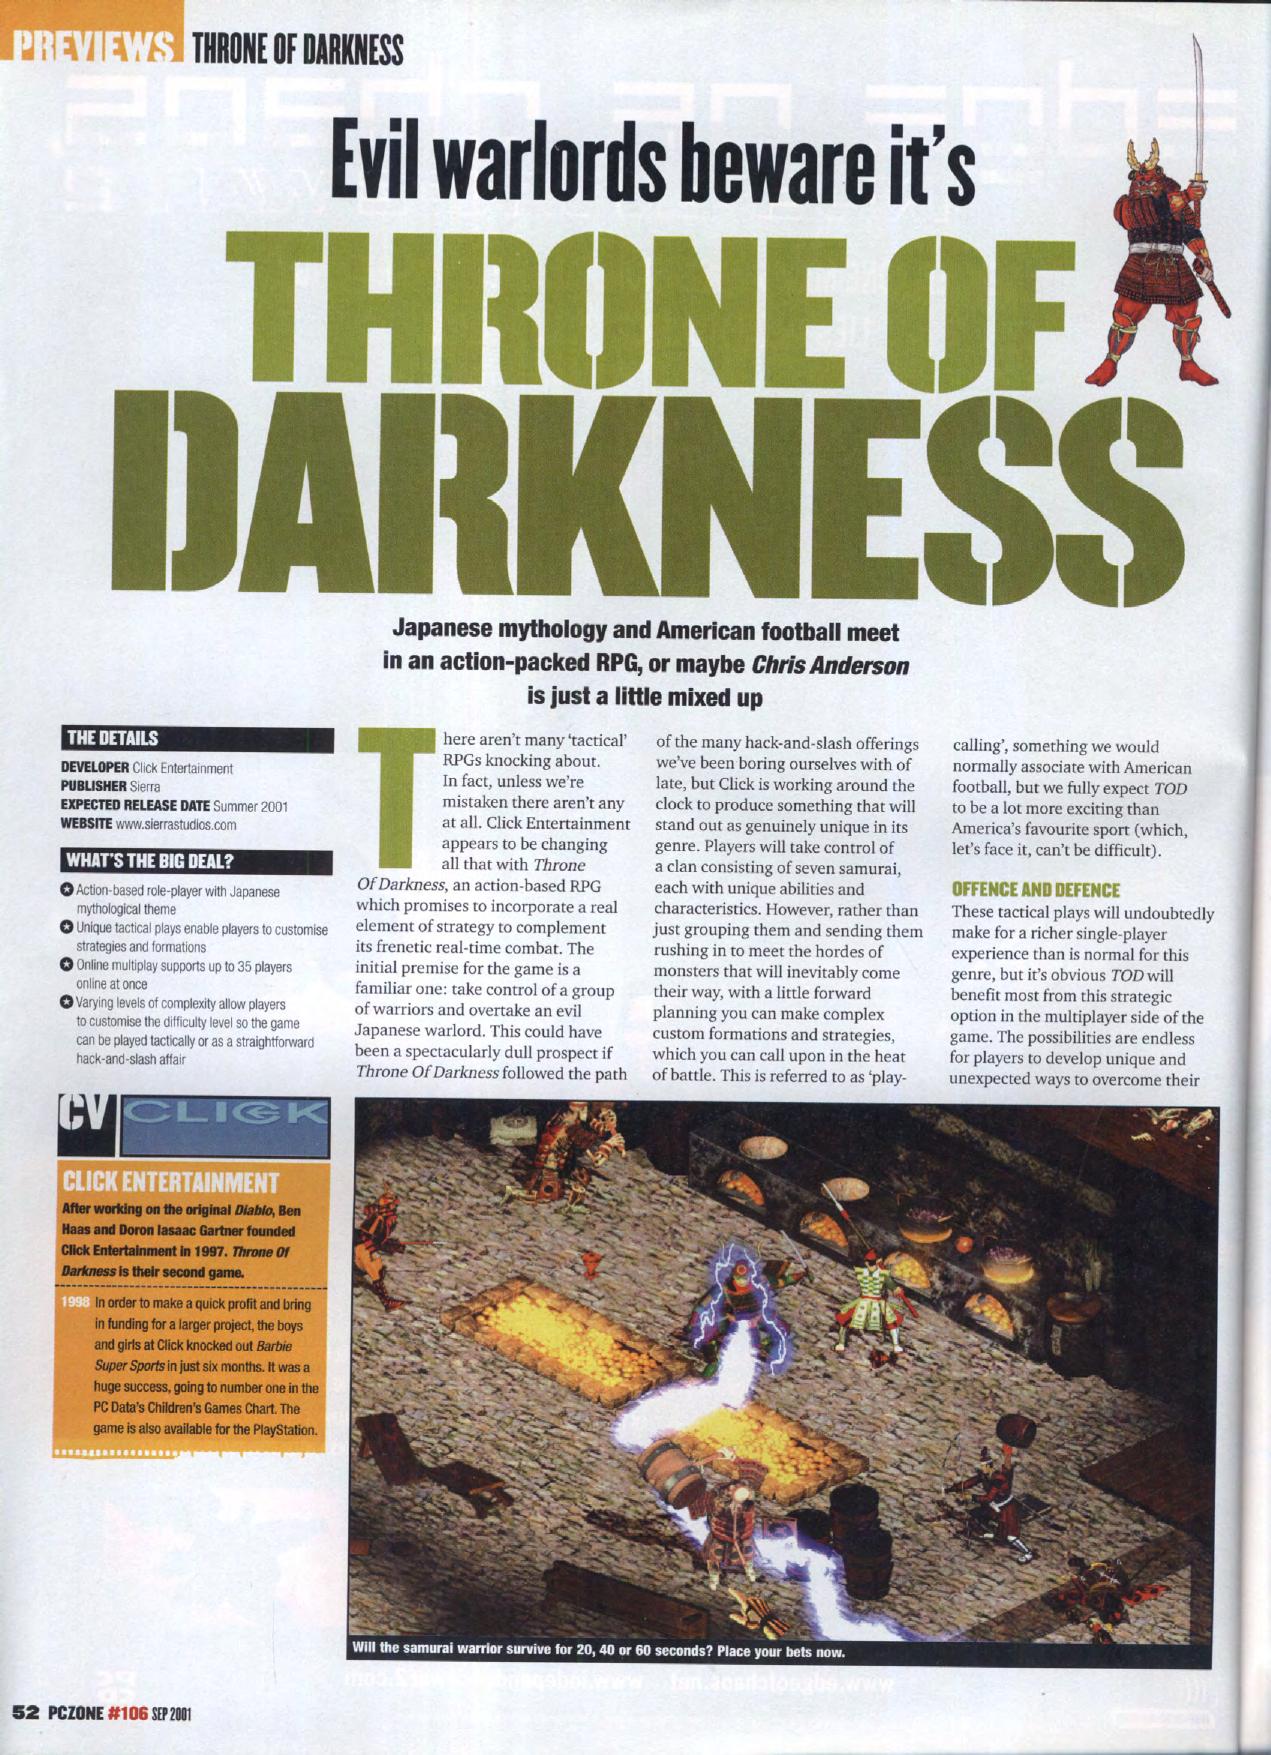 PREVIEWS THRONE OF DARKNESS
Evil warlords beware it's
THRONE OF
DARKNESS
Japanese mythology and American football meet
in an action-packed RPG, or maybe Chris Anderson
is just a little mixed up
THE DETAILS
DEVELOPER Click Entertainment
PUBLISHER Sierra
EXPECTED RELEASE DATE Summer 2001
WEBSITE www.sierrastudios.com
WHAT'S THE BIG DEAL?
Action-based role-player with Japanese
mythological theme
Unique tactical plays enable players to customise
strategies and formations
Online multiplay supports up to 35 players
online at once
Varying levels of complexity allow players
to customise the difficulty level so the game
can be played tactically or as a straightforward
hack-and-slash affair
CV CLICK
CLICK ENTERTAINMENT
After working on the original Diablo, Ben
Haas and Doron Iasaac Gartner founded
Click Entertainment in 1997. Throne Of
Darkness is their second game.
1998 In order to make a quick profit and bring
in funding for a larger project, the boys
and girls at Click knocked out Barbie
Super Sports in just six months. It was a
huge success, going to number one in the
PC Data's Children's Games Chart. The
game is also available for the PlayStation.
There aren't many 'tactical'
RPGs knocking about.
In fact, unless we're
mistaken there aren't any
at all. Click Entertainment
appears to be changing
all that with Throne
Of Darkness, an action-based RPG
which promises to incorporate a real
element of strategy to complement
its frenetic real-time combat. The
initial premise for the game is a
familiar one: take control of a group
of warriors and overtake an evil
Japanese warlord. This could have
been a spectacularly dull prospect if
Throne Of Darkness followed the path
of the many hack-and-slash offerings
we've been boring ourselves with of
late, but Click is working around the
clock to produce something that will
stand out as genuinely unique in its
genre. Players will take control of
a clan consisting of seven samurai,
each with unique abilities and
characteristics. However, rather than
just grouping them and sending them
rushing in to meet the hordes of
monsters that will inevitably come
their way, with a little forward
planning you can make complex
custom formations and strategies,
which you can call upon in the heat
of battle. This is referred to as 'play-
calling', something we would
normally associate with American
football, but we fully expect TOD
to be a lot more exciting than
America's favourite sport (which,
let's face it, can't be difficult).
OFFENCE AND DEFENCE
These tactical plays will undoubtedly
make for a richer single-player
experience than is normal for this
genre, but it's obvious TOD will
benefit most from this strategic
option in the multiplayer side of the
game. The possibilities are endless
for players to develop unique and
unexpected ways to overcome their
Will the samurai warrior survive for 20, 40 or 60 seconds? Place your bets now.
52 PCZONE #106 SEP 2001